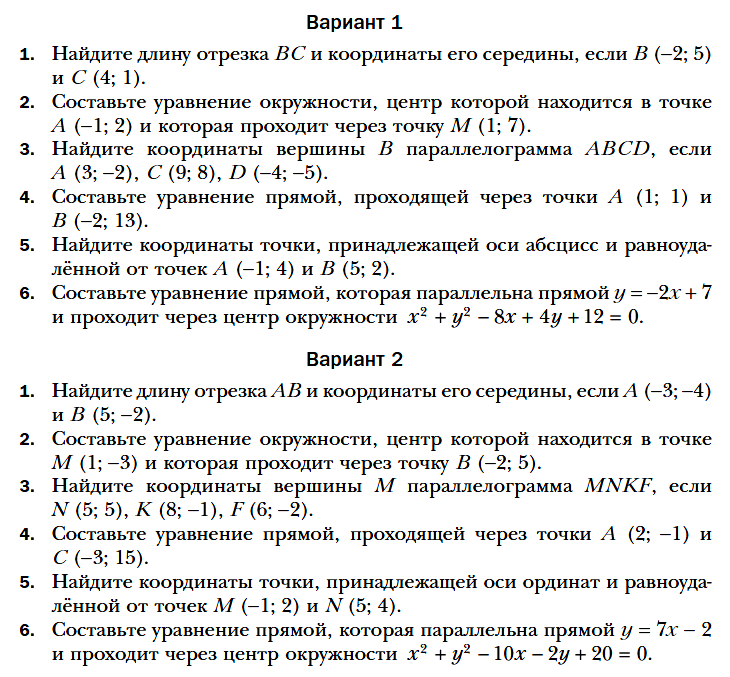 Вариант 1
1. Найдите длину отрезка BC и координаты его середины, если B (–2; 5)
и C (4; 1).
2. Составьте уравнение окружности, центр которой находится в точке
A (–1; 2) и которая проходит через точку M (1; 7).
3. Найдите координаты вершины B параллелограмма ABCD, если
A (3; –2), C (9; 8), D (–4; –5).
4. Составьте уравнение прямой, проходящей через точки A (1; 1) и
B (–2; 13).
5. Найдите координаты точки, принадлежащей оси абсцисс и равноуда-
лённой от точек A (–1; 4) и B (5; 2).
6. Составьте уравнение прямой, которая параллельна прямой y = –2x + 7
и проходит через центр окружности x² + y² – 8x + 4y + 12 = 0.
Вариант 2
1. Найдите длину отрезка AB и координаты его середины, если A (–3; –4)
и B (5; –2).
2. Составьте уравнение окружности, центр которой находится в точке
M (1; –3) и которая проходит через точку B (–2; 5).
3. Найдите координаты вершины M параллелограмма MNKF, если
N (5; 5), K (8; –1), F (6; –2).
4. Составьте уравнение прямой, проходящей через точки A (2; –1) и
C (–3; 15).
5. Найдите координаты точки, принадлежащей оси ординат и равноуда-
лённой от точек M (–1; 2) и N (5; 4).
6. Составьте уравнение прямой, которая параллельна прямой y = 7x – 2
и проходит через центр окружности x² + y² – 10x – 2y + 20 = 0.